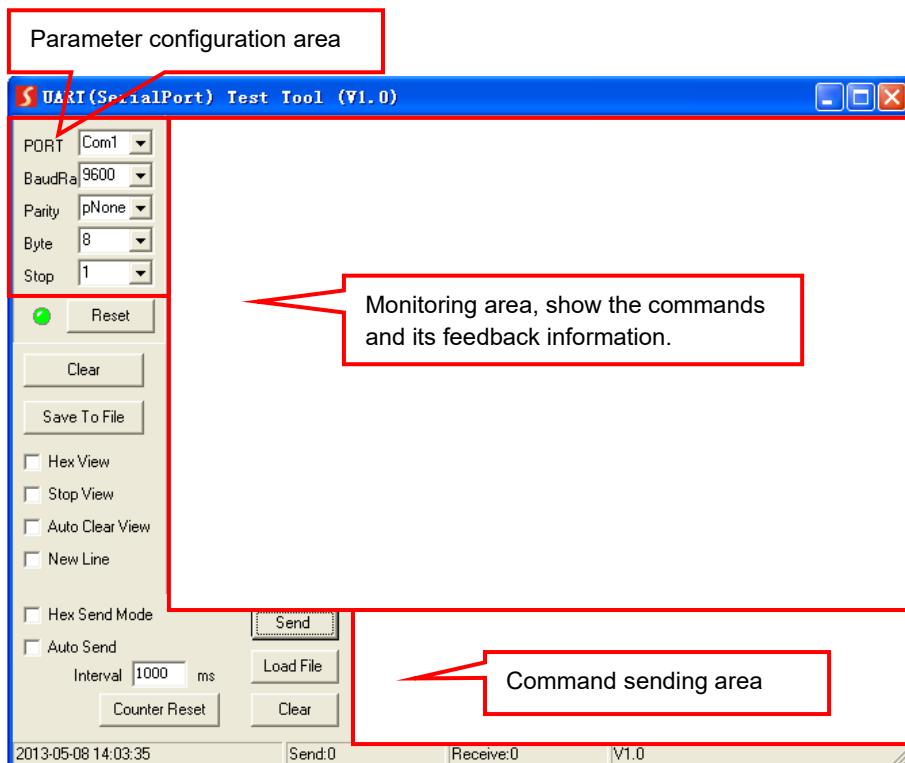 Parameter configuration area
UART(SerialPort) Test Tool (V1.0)
PORT Com1
BaudRa 9600
Parity pNone
Byte 8
Stop 1
Reset
Monitoring area, show the commands
and its feedback information.
Clear
Save To File
Hex View
Stop View
Auto Clear View
New Line
Hex Send Mode
Send
Auto Send
Interval 1000 ms
Load File
Command sending area
Counter Reset
Clear
2013-05-08 14:03:35 Send:0 Receive:0 V1.0